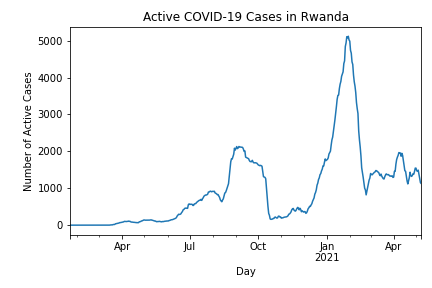 Active COVID-19 Cases in Rwanda
5000
4000
3000
2000
1000
0
Number of Active Cases
Apr
Jul
Oct
Jan
2021
Apr
Day